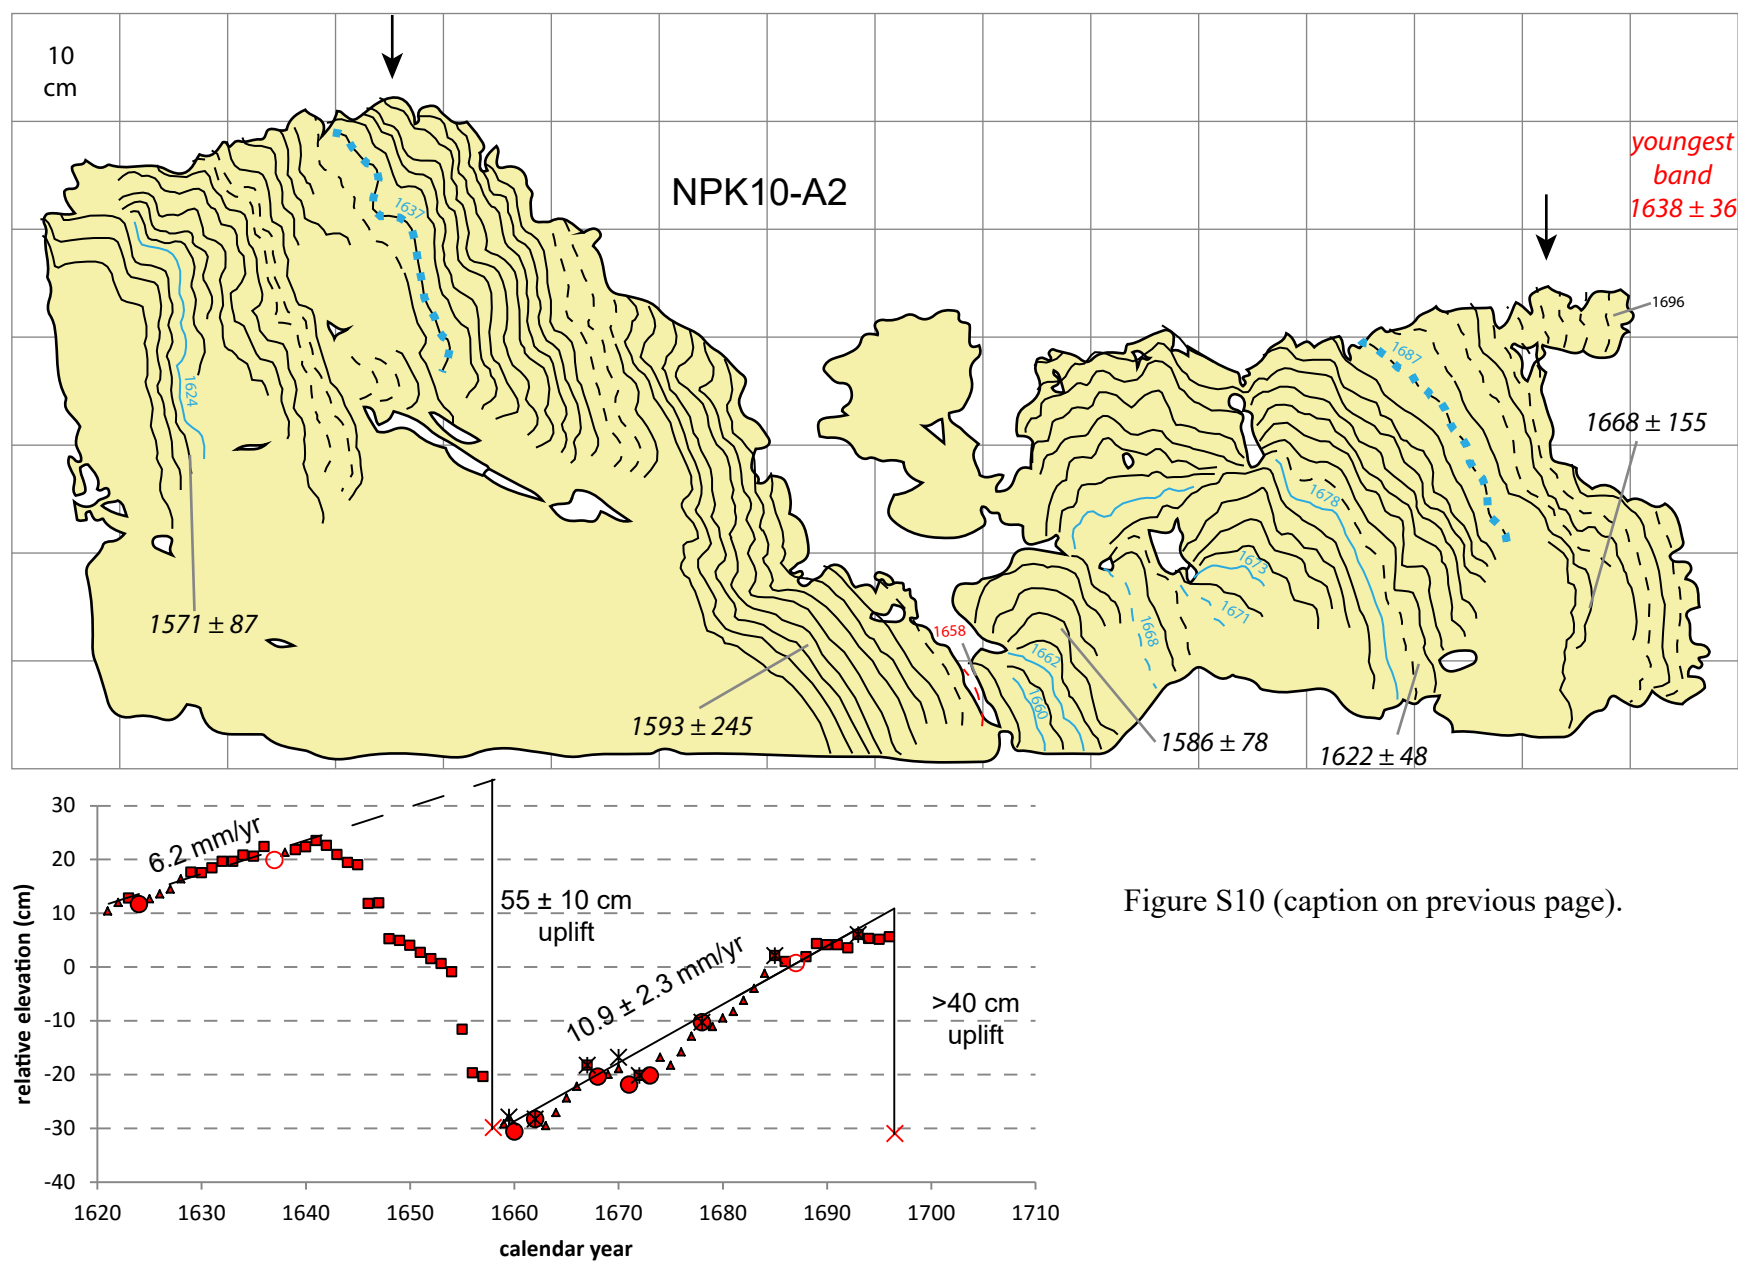 10
cm
NPK10-A2
youngest
band
1638 ± 36
1637
1624
1687
1696
1668 ± 155
1678
1673
1671
1668
1658
1662
1660
1571 ± 87
1593 ± 245
1586 ± 78
1622 ± 48
30
20
10
0
-10
-20
-30
-40
relative elevation (cm)
6.2 mm/yr
55 ± 10 cm
uplift
10.9 ± 2.3 mm/yr
>40 cm
uplift
1620 1630 1640 1650 1660 1670 1680 1690 1700 1710
calendar year
Figure S10 (caption on previous page).